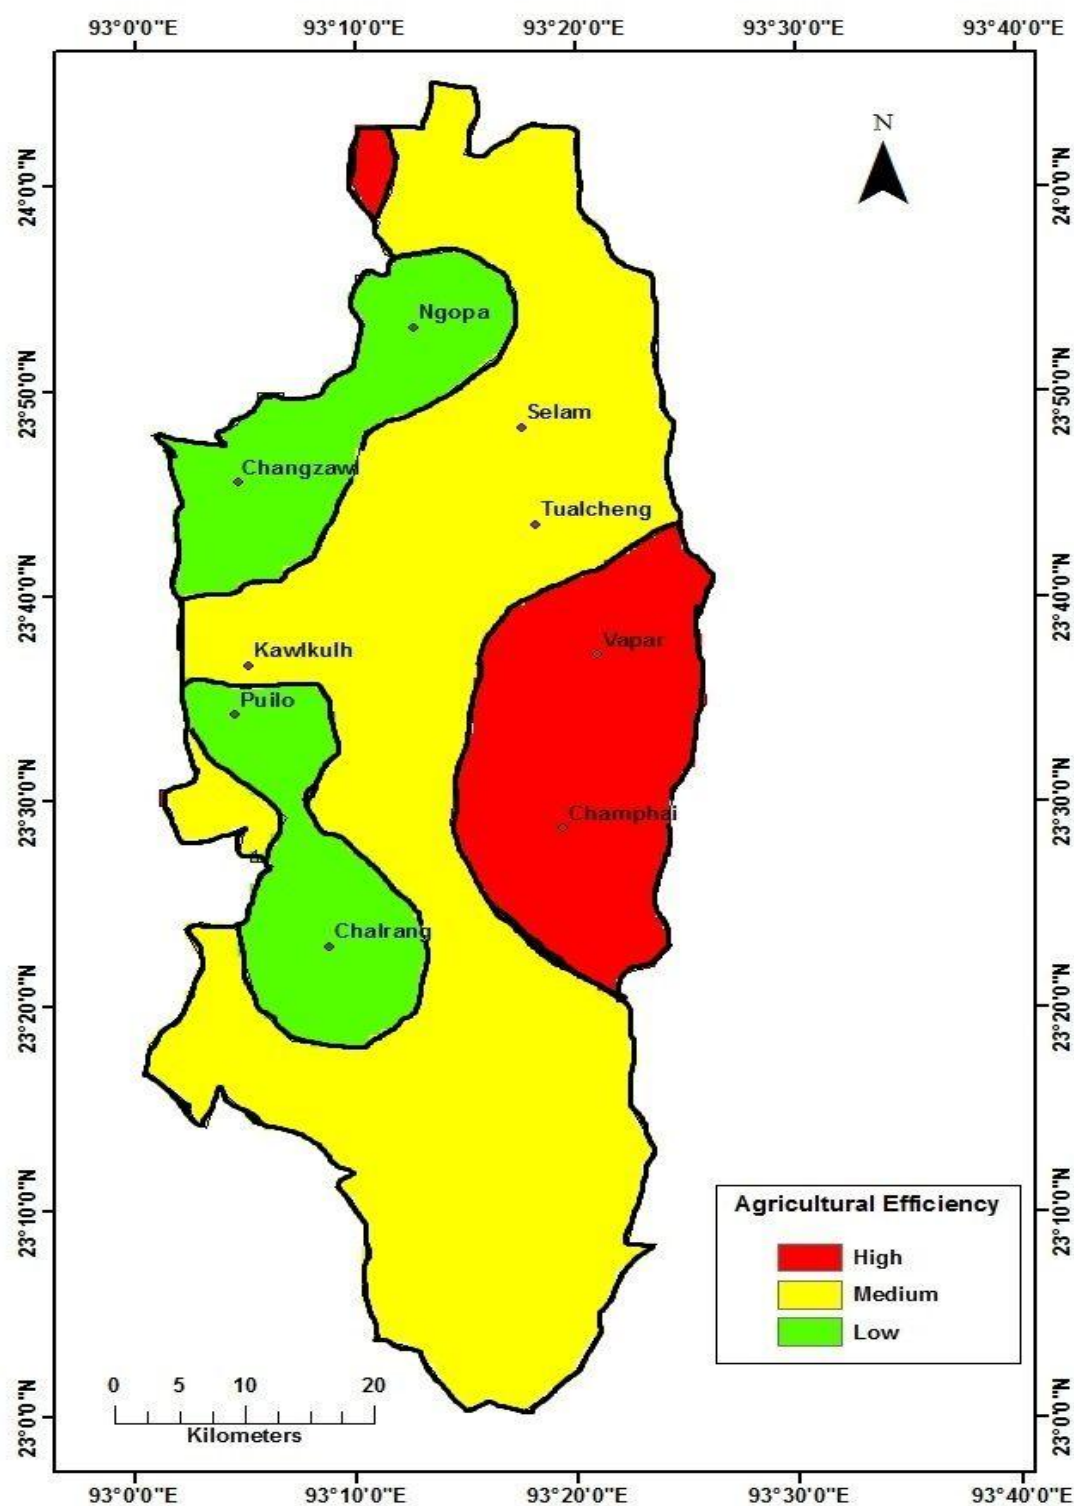 93°0'0"E 93°10'0"E 93°20'0"E 93°30'0"E 93°40'0"E
N
24°0'0"N 24°0'0"N
Ngopa
23°50'0"N 23°50'0"N
Selam
Changzawl
Tualcheng
23°40'0"N 23°40'0"N
Vapar
Kawlkulh
Puilo
23°30'0"N 23°30'0"N
Champhai
Chalrang
23°20'0"N 23°20'0"N
23°10'0"N 23°10'0"N
Agricultural Efficiency
High
Medium
Low
0 5 10 20
Kilometers
23°0'0"N 23°0'0"N
93°0'0"E 93°10'0"E 93°20'0"E 93°30'0"E 93°40'0"E